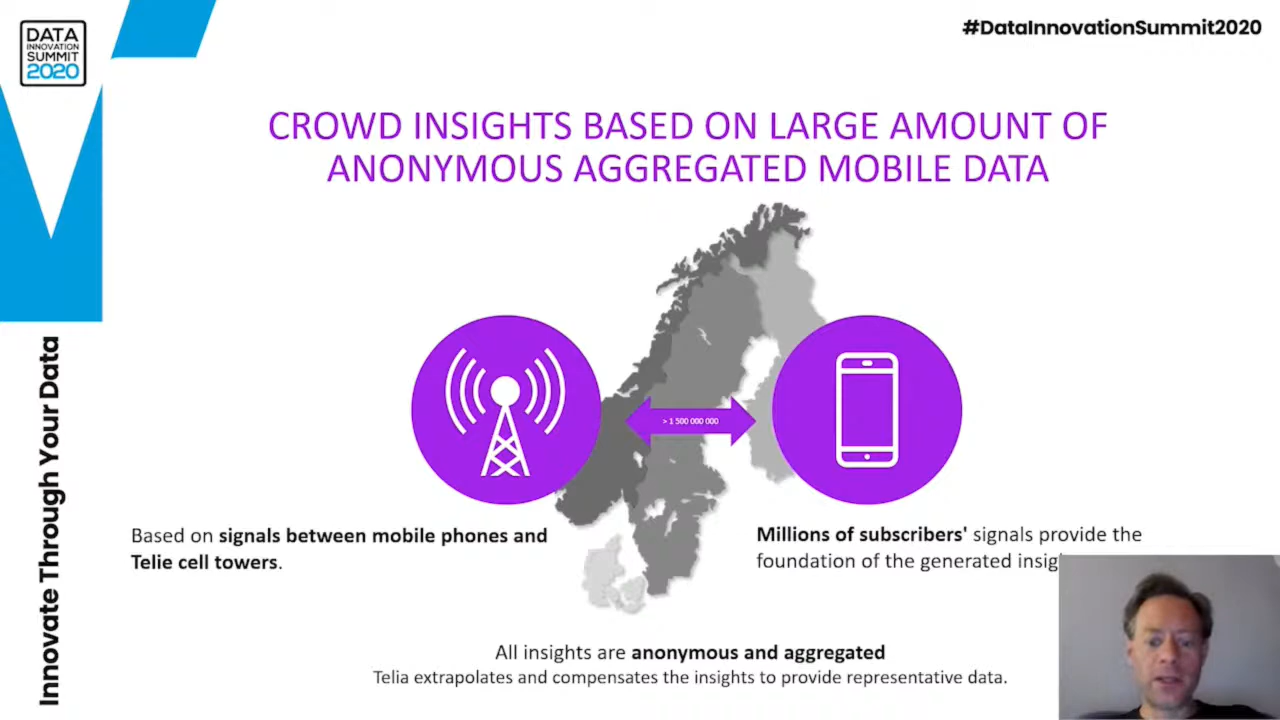 DATA
INNOVATION
SUMMIT
2020
#DataInnovationSummit2020
CROWD INSIGHTS BASED ON LARGE AMOUNT OF
ANONYMOUS AGGREGATED MOBILE DATA
> 1 500 000 000
Based on signals between mobile phones and
Telie cell towers.
Millions of subscribers' signals provide the
foundation of the generated
All insights are anonymous and aggregated
Telia extrapolates and compensates the insights to provide representative data.
Innovate Through Your Data